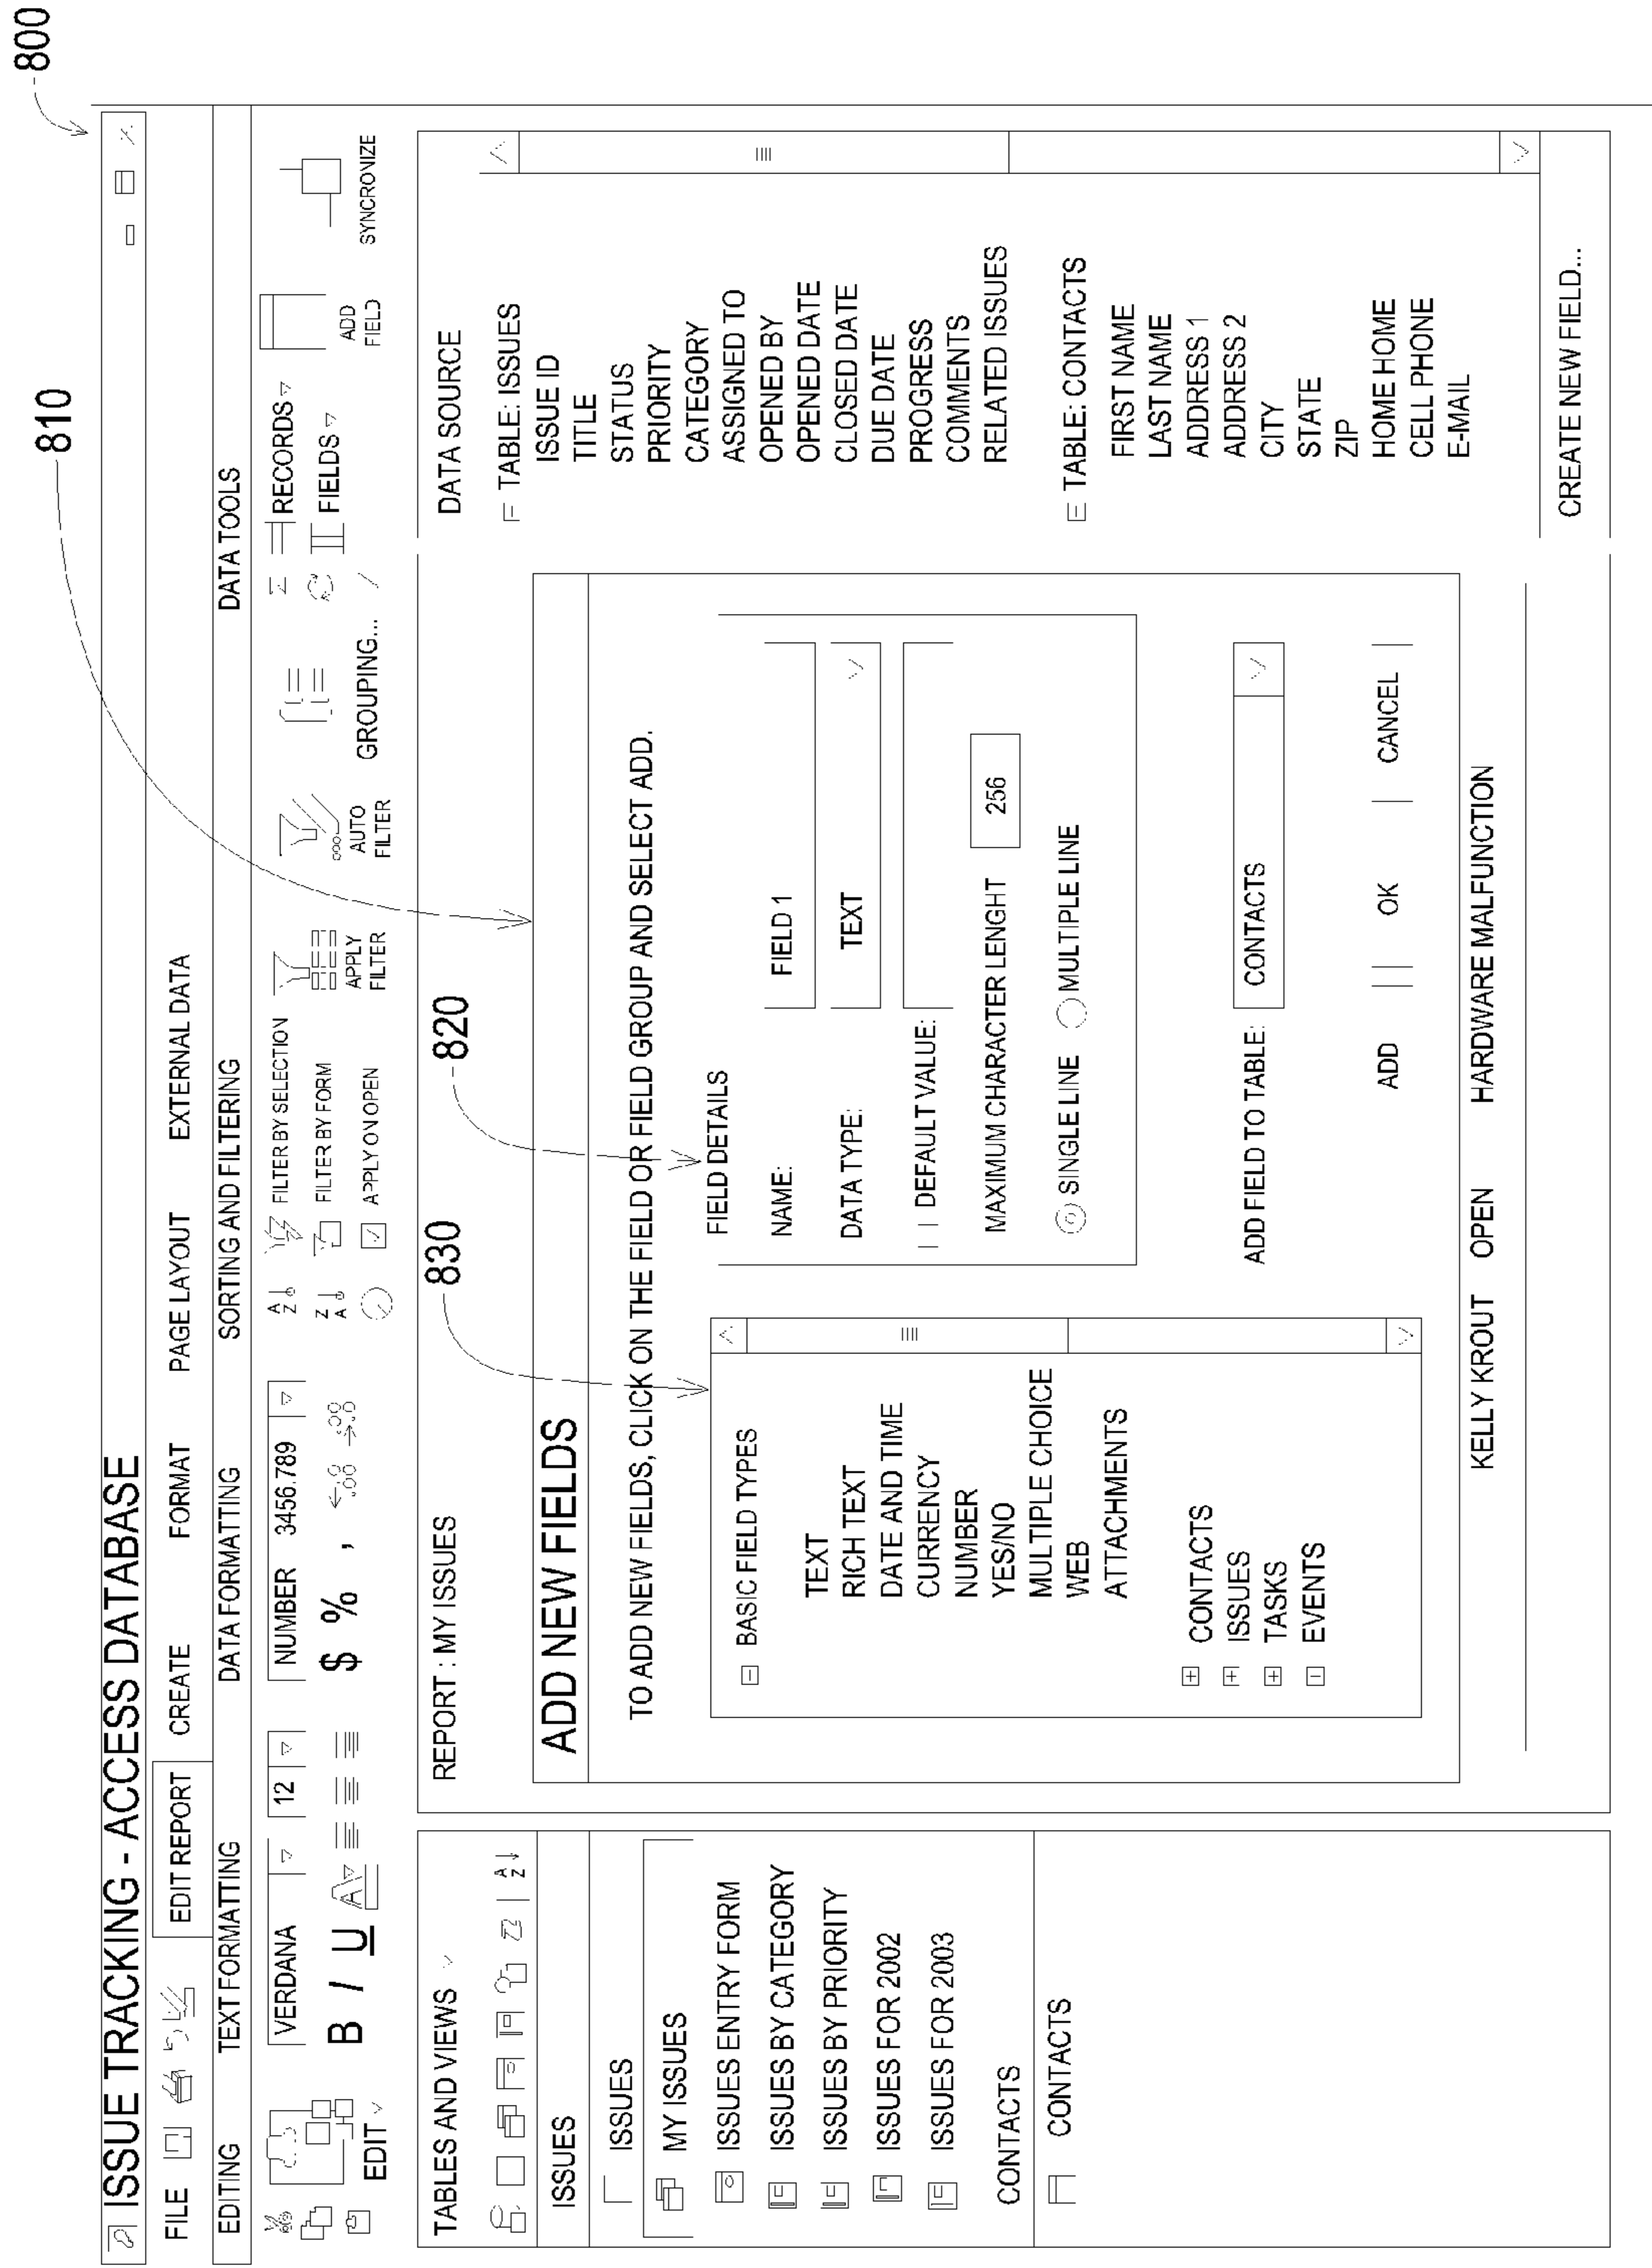 800
ISSUE TRACKING - ACCESS DATABASE
FILE
EDIT REPORT
CREATE
FORMAT
PAGE LAYOUT
EXTERNAL DATA
810
EDITING
TEXT FORMATTING
DATA FORMATTING
SORTING AND FILTERING
DATA TOOLS
VERDANA
12
NUMBER 3456.789
A
Z
FILTER BY SELECTION
RECORDS
EDIT
B I U A
$ % , .0 .00 .00 .0
Z
A
FILTER BY FORM
APPLY ON OPEN
APPLY
FILTER
AUTO
FILTER
GROUPING...
FIELDS
ADD
FIELD
SYNCRONIZE
TABLES AND VIEWS
A
Z
ISSUES
ISSUES
MY ISSUES
ISSUES ENTRY FORM
ISSUES BY CATEGORY
ISSUES BY PRIORITY
ISSUES FOR 2002
ISSUES FOR 2003
CONTACTS
CONTACTS
REPORT : MY ISSUES
830
820
ADD NEW FIELDS
TO ADD NEW FIELDS, CLICK ON THE FIELD OR FIELD GROUP AND SELECT ADD.
BASIC FIELD TYPES
TEXT
RICH TEXT
DATE AND TIME
CURRENCY
NUMBER
YES/NO
MULTIPLE CHOICE
WEB
ATTACHMENTS
CONTACTS
ISSUES
TASKS
EVENTS
FIELD DETAILS
NAME: FIELD 1
DATA TYPE: TEXT
DEFAULT VALUE:
MAXIMUM CHARACTER LENGHT 256
SINGLE LINE MULTIPLE LINE
ADD FIELD TO TABLE: CONTACTS
ADD OK CANCEL
KELLY KROUT OPEN HARDWARE MALFUNCTION
DATA SOURCE
TABLE: ISSUES
ISSUE ID
TITLE
STATUS
PRIORITY
CATEGORY
ASSIGNED TO
OPENED BY
OPENED DATE
CLOSED DATE
DUE DATE
PROGRESS
COMMENTS
RELATED ISSUES
TABLE: CONTACTS
FIRST NAME
LAST NAME
ADDRESS 1
ADDRESS 2
CITY
STATE
ZIP
HOME HOME
CELL PHONE
E-MAIL
CREATE NEW FIELD...